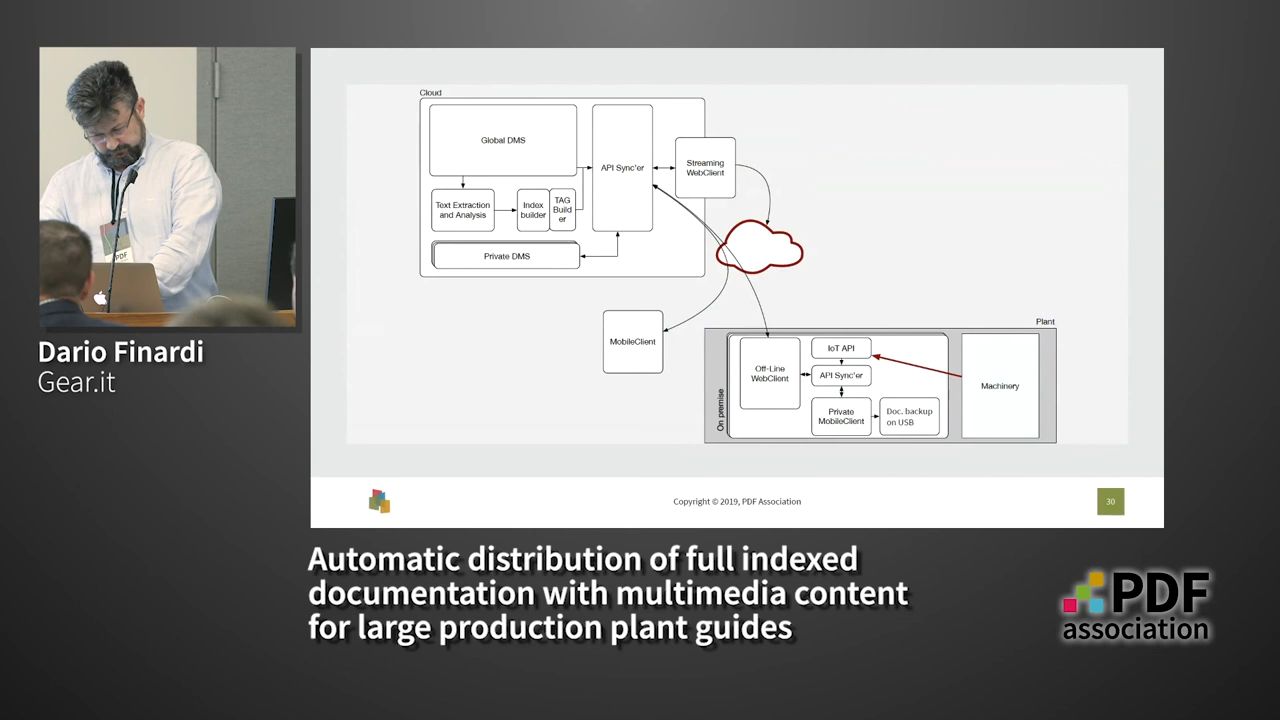 PDF
Dario Finardi
Gear.it
Cloud
Global DMS
API Sync'er
Streaming
WebClient
Text Extraction
and Analysis
Index
builder
TAG
Build
er
Private DMS
MobileClient
Plant
On premise
Off-Line
WebClient
IoT API
API Sync'er
Private
MobileClient
Doc. backup
on USB
Machinery
Copyright © 2019, PDF Association
30
Automatic distribution of full indexed
documentation with multimedia content
for large production plant guides
PDF
association